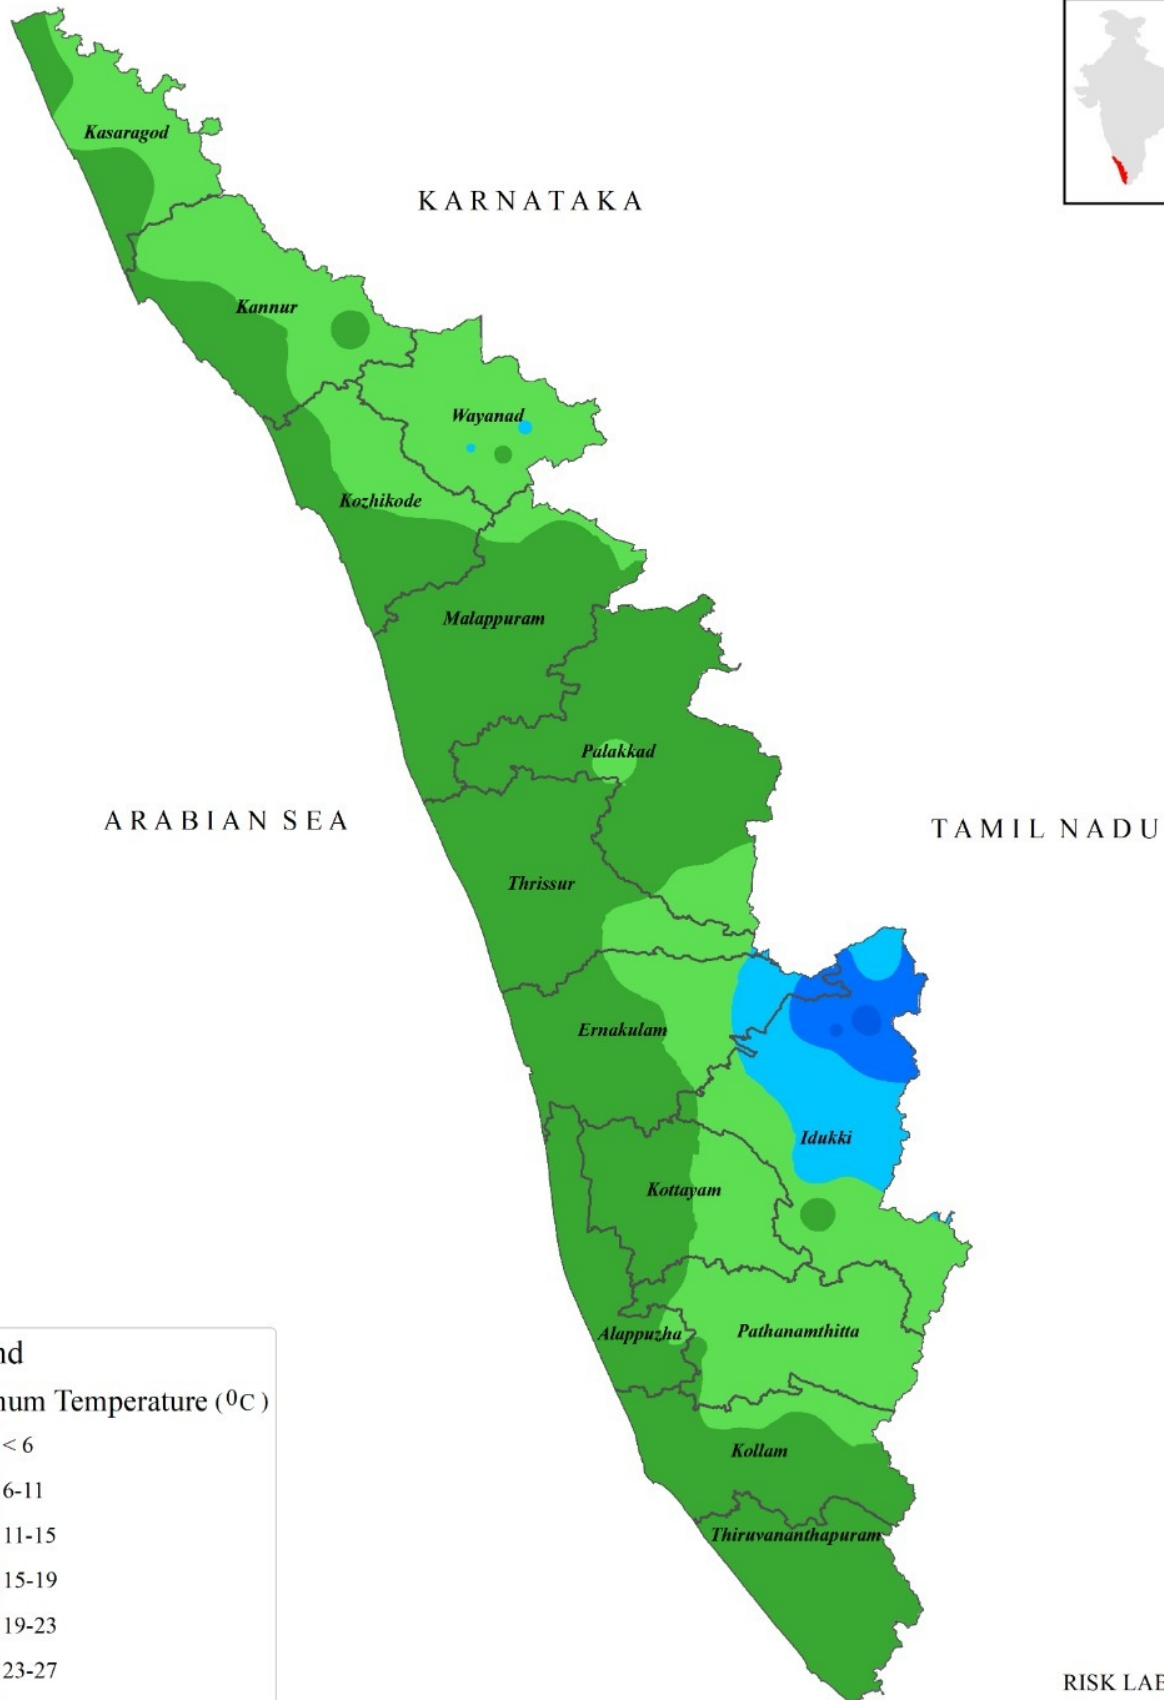 Kasaragod
KARNATAKA
Kannur
Wayanad
Kozhikode
Malappuram
Palakkad
ARABIAN SEA
TAMIL NADU
Thrissur
Ernakulam
Idukki
Kottayam
Alappuzha
Pathanamthitta
Kollam
Thiruvananthapuram
nd
num Temperature (0C)
< 6
6-11
11-15
15-19
19-23
23-27
RISK LAB